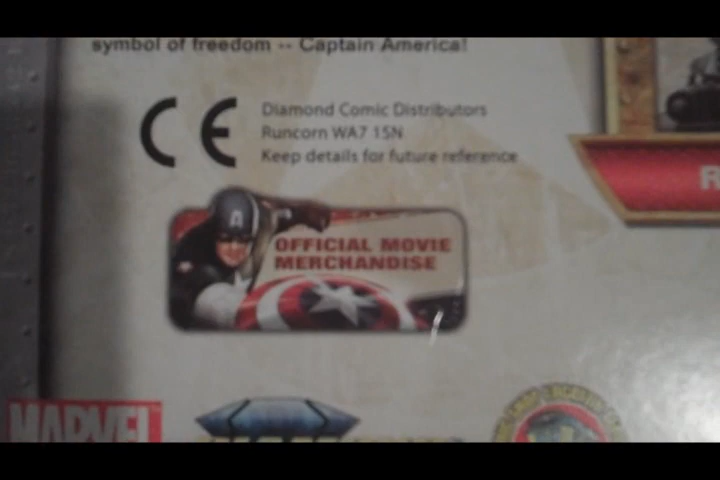 symbol of freedom -- Captain America!
CE
Diamond Comic Distributors
Runcorn WA7 1SN
Keep details for future reference
R
A
OFFICIAL MOVIE
MERCHANDISE
MARVEL